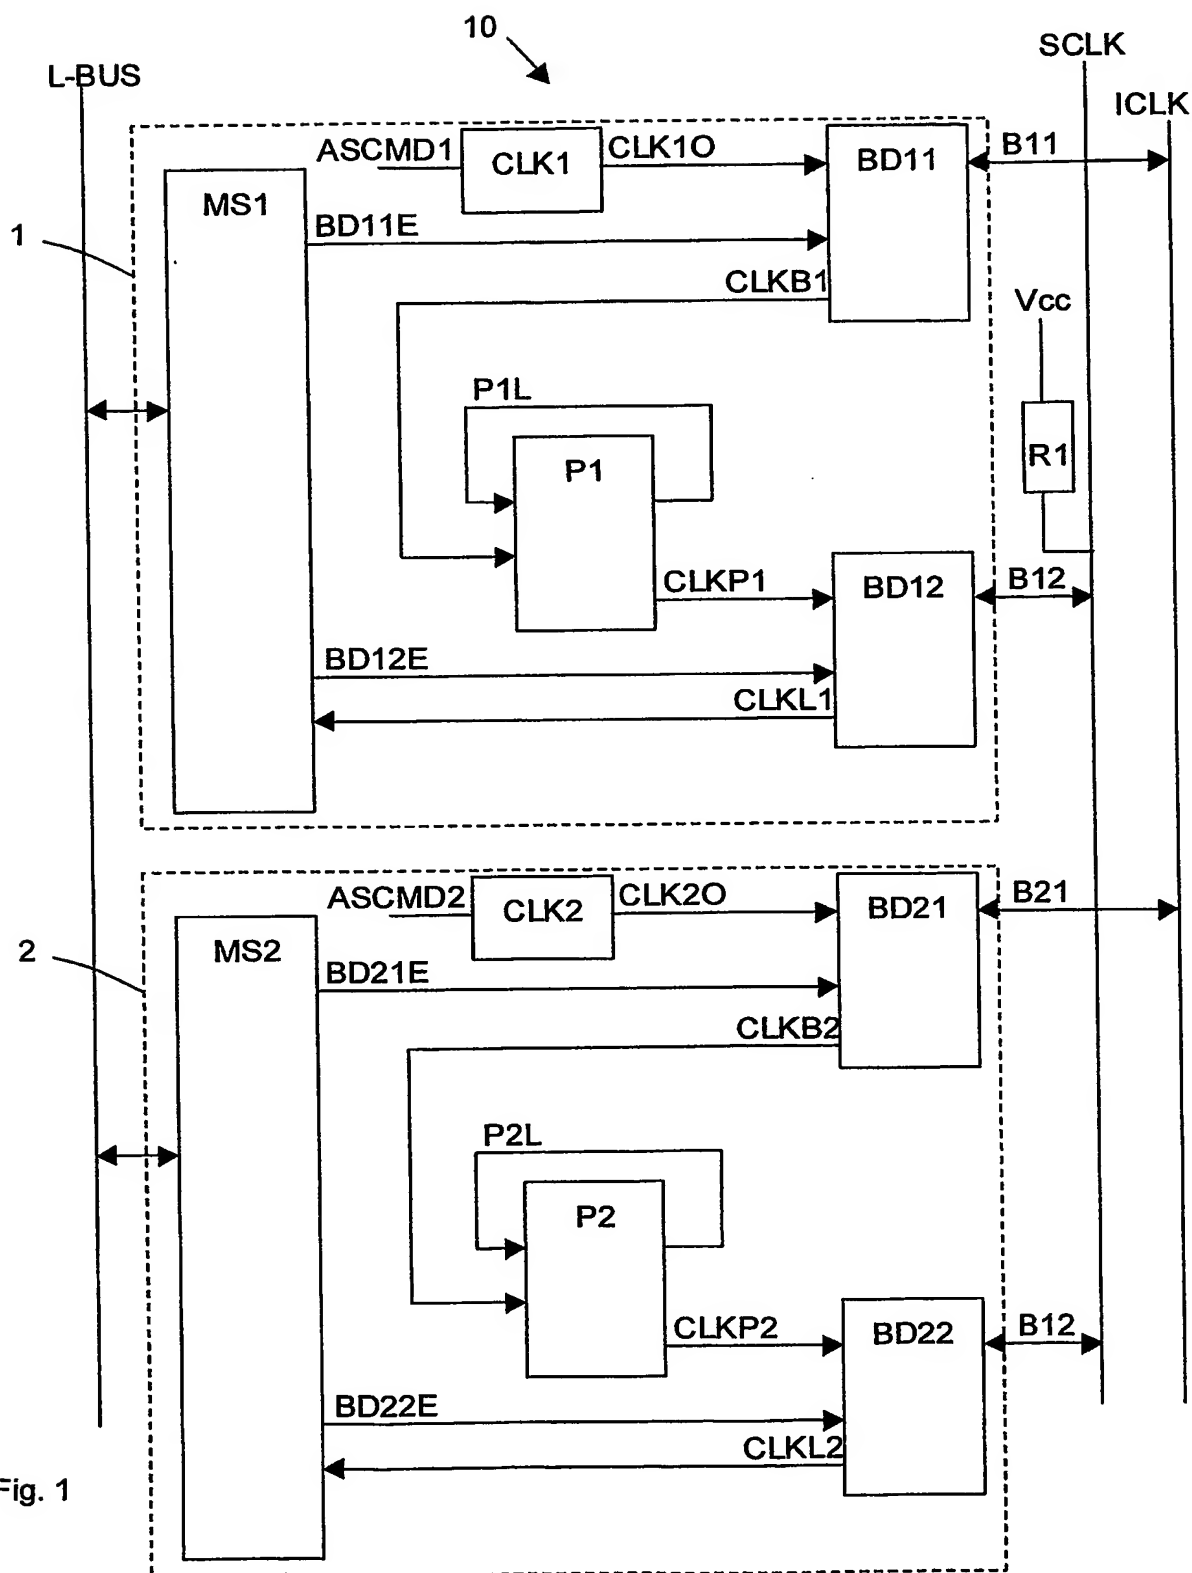 10
SCLK
L-BUS
ICLK
ASCMD1
CLK1
CLK1O
BD11
B11
MS1
1
BD11E
CLKB1
Vcc
P1L
P1
R1
CLKP1
BD12
B12
BD12E
CLKL1
ASCMD2
CLK2
CLK2O
BD21
B21
2
MS2
BD21E
CLKB2
P2L
P2
CLKP2
BD22
B12
BD22E
CLKL2
Fig. 1